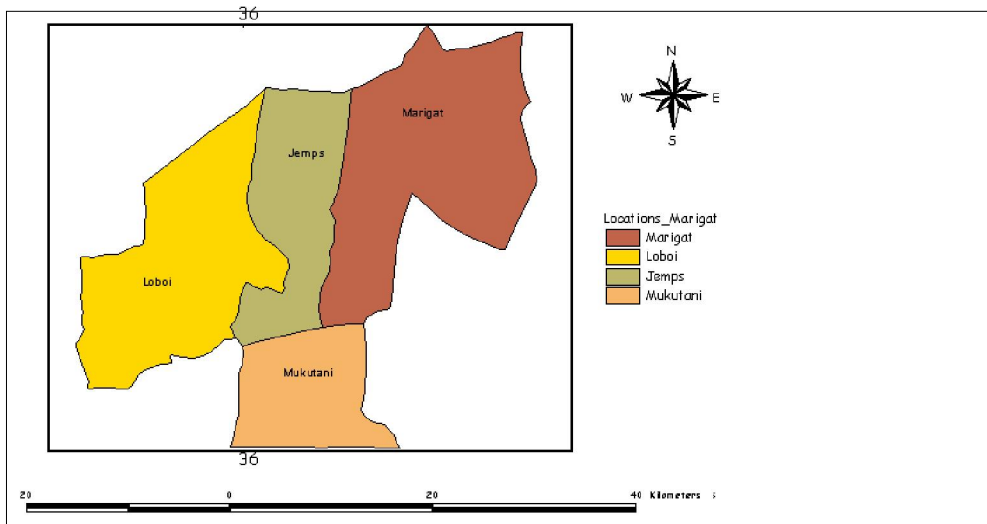 36
Marigat
Jemps
Loboi
Mukutani
36
N
W E
S
Locations_Marigat
Marigat
Loboi
Jemps
Mukutani
20 0 20 40 Kilometers